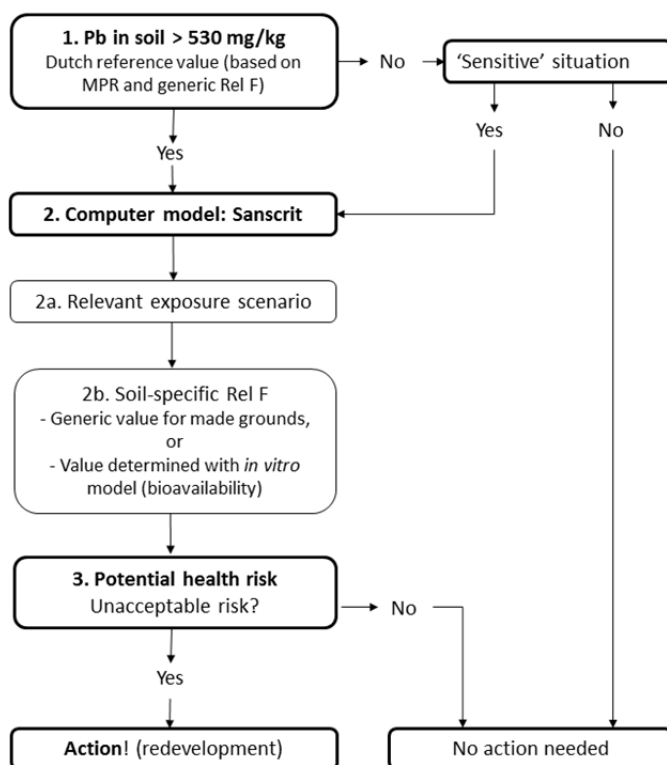 1. Pb in soil > 530 mg/kg
Dutch reference value (based on
MPR and generic Rel F)
No
‘Sensitive’ situation
Yes
No
Yes
2. Computer model: Sanscrit
2a. Relevant exposure scenario
2b. Soil-specific Rel F
- Generic value for made grounds,
or
- Value determined with in vitro
model (bioavailability)
3. Potential health risk
Unacceptable risk?
No
Yes
Action! (redevelopment)
No action needed